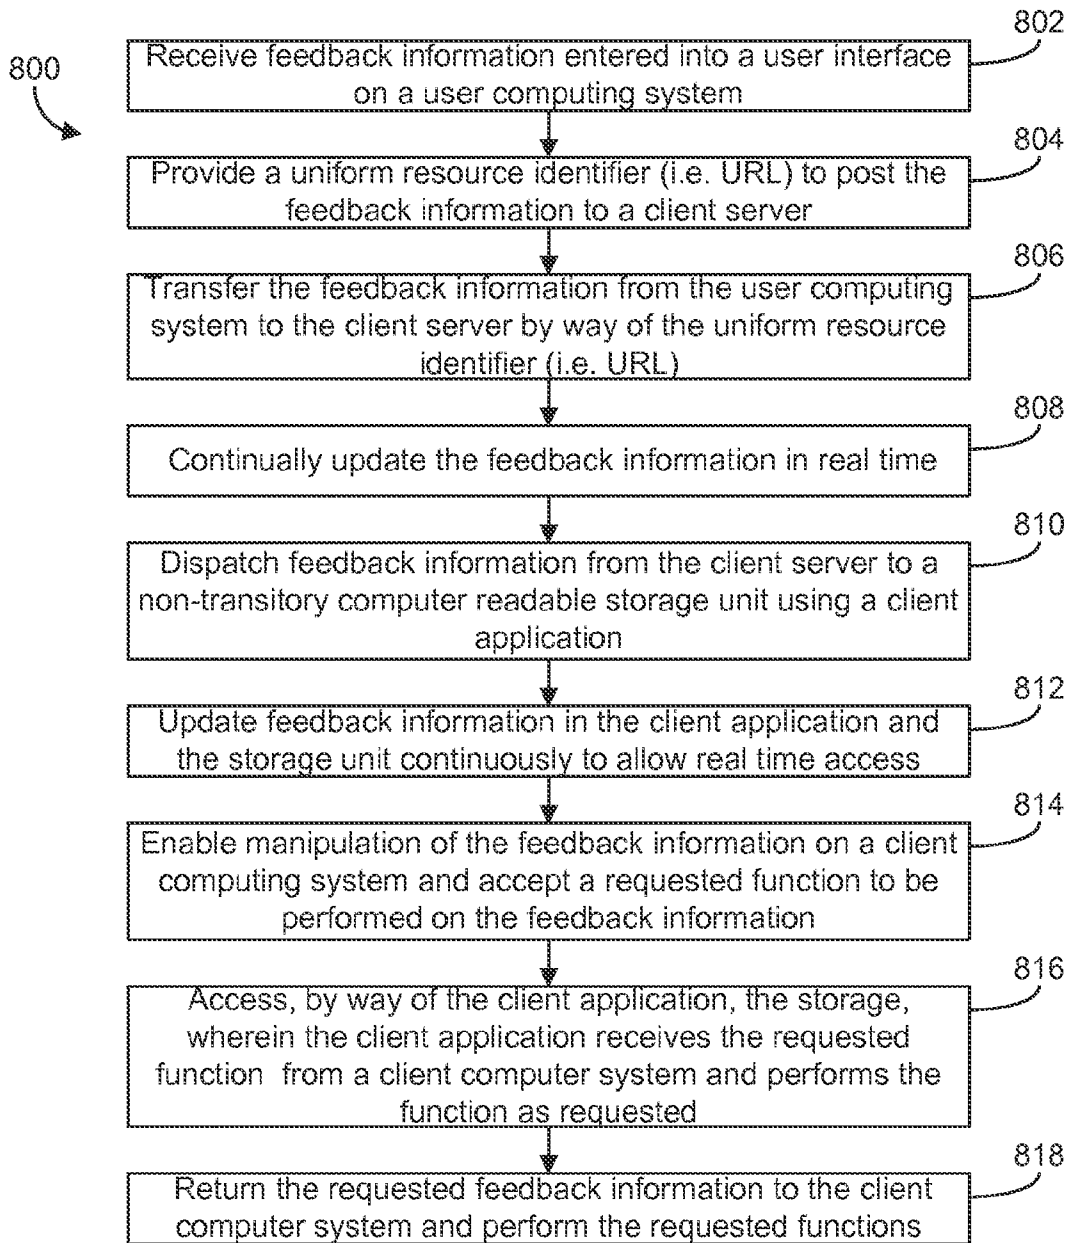 802
800
Receive feedback information entered into a user interface
on a user computing system
804
Provide a uniform resource identifier (i.e. URL) to post the
feedback information to a client server
806
Transfer the feedback information from the user computing
system to the client server by way of the uniform resource
identifier (i.e. URL)
808
Continually update the feedback information in real time
810
Dispatch feedback information from the client server to a
non-transitory computer readable storage unit using a client
application
812
Update feedback information in the client application and
the storage unit continuously to allow real time access
814
Enable manipulation of the feedback information on a client
computing system and accept a requested function to be
performed on the feedback information
816
Access, by way of the client application, the storage,
wherein the client application receives the requested
function from a client computer system and performs the
function as requested
818
Return the requested feedback information to the client
computer system and perform the requested functions